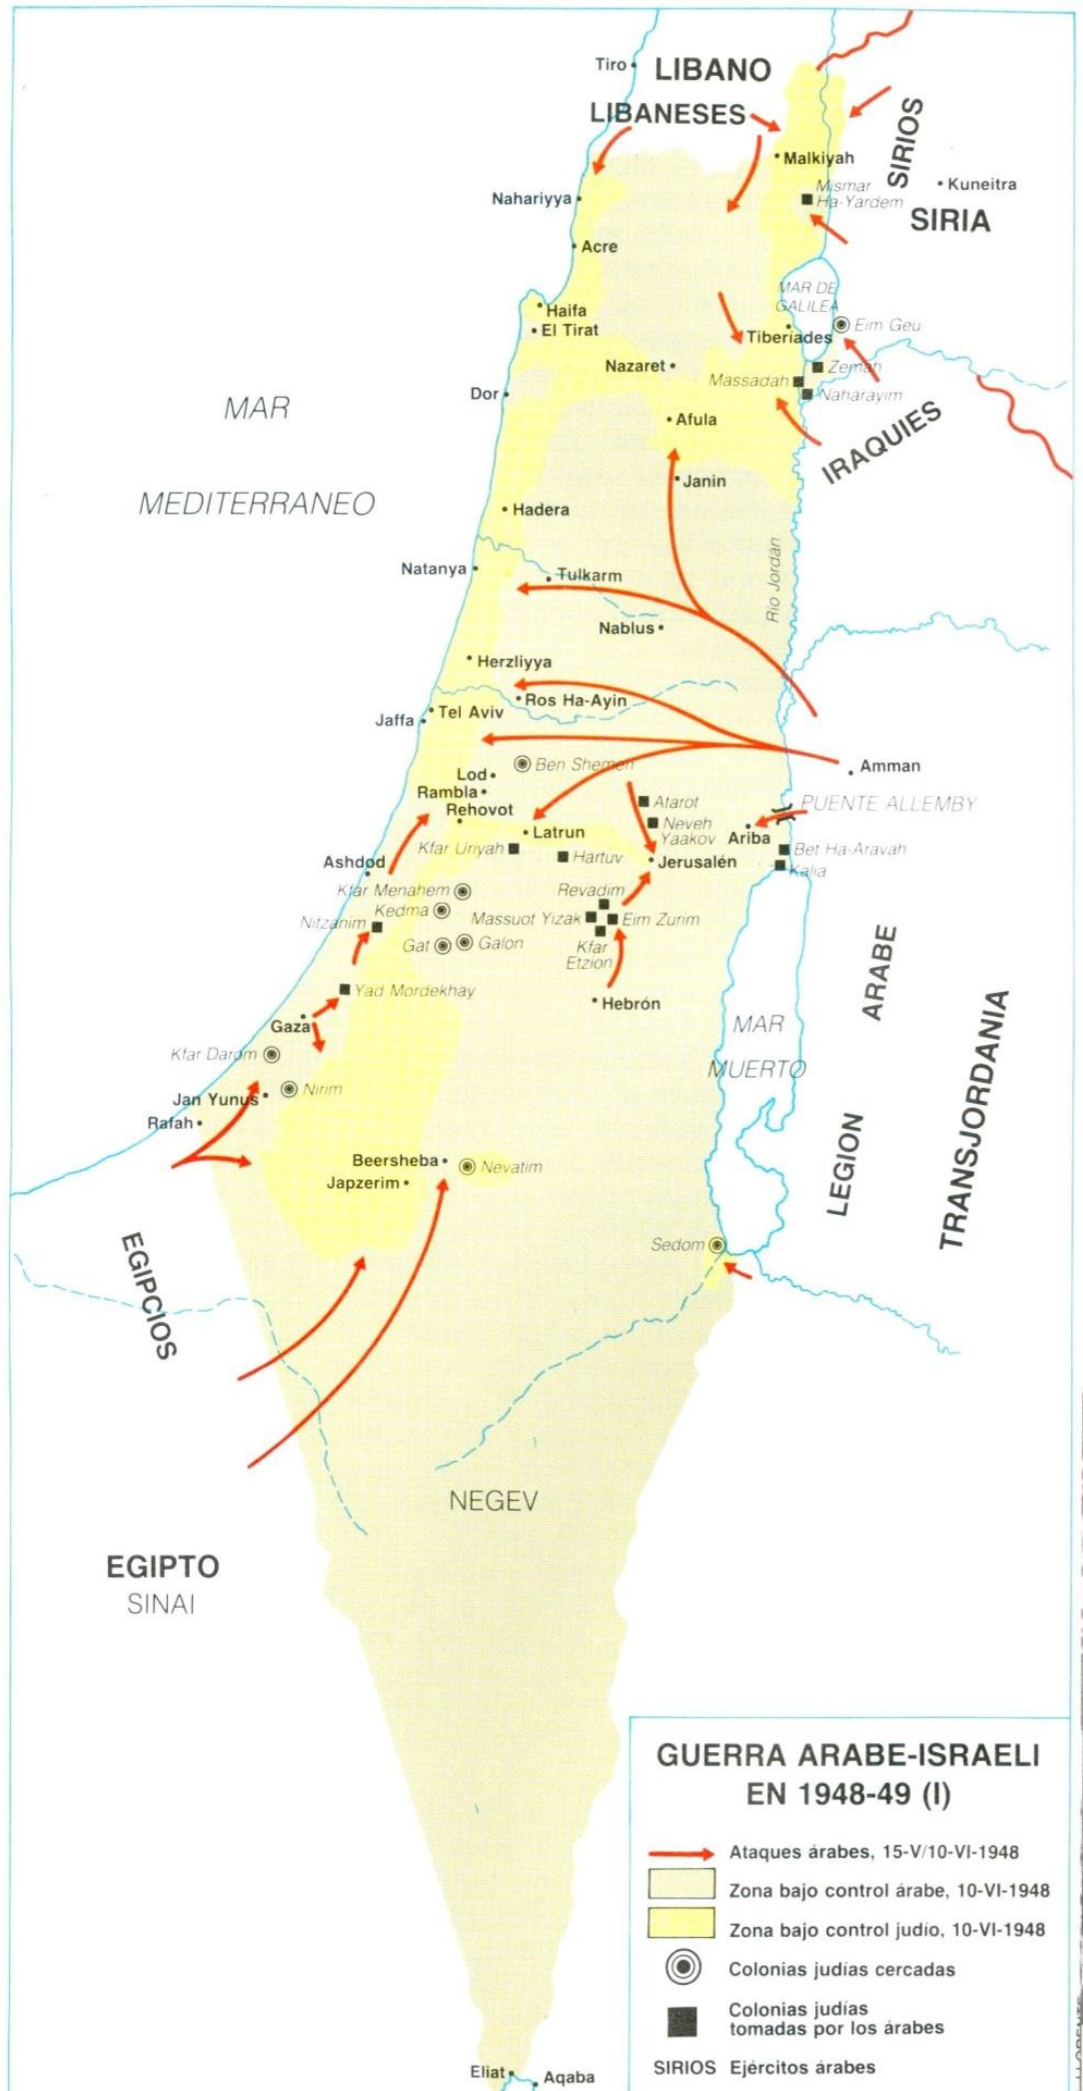 Tiro
LIBANO
LIBANESES
SIRIOS
Malkiyah
Mismar
Ha-Yardem
Kuneitra
SIRIA
Nahariyya
Acre
MAR DE
GALILEA
Haifa
El Tirat
Eim Geu
Tiberíades
Nazaret
Zemah
Massadah
Naharayim
Dor
MAR
MEDITERRANEO
Afula
IRAQUIES
Janin
Hadera
Natanya
Tulkarm
Río Jordán
Nablus
Herzliyya
Ros Ha-Ayin
Tel Aviv
Jaffa
Ben Shemen
Amman
Lod
Rambla
Rehovot
Atarot
PUENTE ALLEMBY
Neveh
Yaakov
Ariba
Latrun
Kfar Uriyah
Hartuv
Jerusalén
Bet Ha-Aravah
Kalia
Ashdod
Kfar Menahem
Kedma
Revadim
Nitzanim
Massuot Yizak
Eim Zurim
Gat
Galon
Kfar
Etzion
Yad Mordekhay
Hebrón
Gaza
MAR
MUERTO
LEGION ARABE
TRANSJORDANIA
Kfar Darom
Nirim
Jan Yunus
Rafah
Beersheba
Nevatim
Japzerim
Sedom
EGIPCIOS
NEGEV
EGIPTO
SINAI
Eliat
Aqaba
GUERRA ARABE-ISRAELI
EN 1948-49 (I)
Ataques árabes, 15-V/10-VI-1948
Zona bajo control árabe, 10-VI-1948
Zona bajo control judío, 10-VI-1948
Colonias judías cercadas
Colonias judías
tomadas por los árabes
SIRIOS Ejércitos árabes